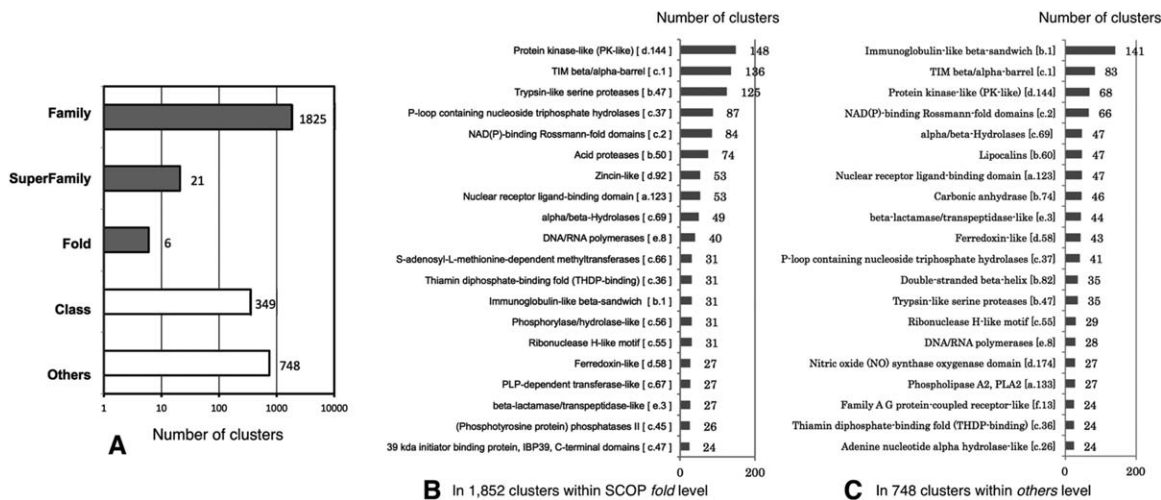 Family
1825
SuperFamily
21
Fold
6
Class
349
Others
748
1 10 100 1000 10000
A Number of clusters
Number of clusters
Protein kinase-like (PK-like) [ d.144] 148
TIM beta/alpha-barrel [ c.1] 136
Trypsin-like serine proteases [ b.47] 125
P-loop containing nucleoside triphosphate hydrolases [ c.37] 87
NAD(P)-binding Rossmann-fold domains [ c.2] 84
Acid proteases [ b.50] 74
Zincin-like [ d.92] 53
Nuclear receptor ligand-binding domain [ a.123] 53
alpha/beta-Hydrolases [ c.69] 49
DNA/RNA polymerases [ e.8] 40
S-adenosyl-L-methionine-dependent methyltransferases [ c.66] 31
Thiamin diphosphate-binding fold (THDP-binding) [ c.36] 31
Immunoglobulin-like beta-sandwich [ b.1] 31
Phosphorylase/hydrolase-like [ c.56] 31
Ribonuclease H-like motif [ c.55] 31
Ferredoxin-like [ d.58] 27
PLP-dependent transferase-like [ c.67] 27
beta-lactamase/transpeptidase-like [ e.3] 27
(Phosphotyrosine protein) phosphatases II [ c.45] 26
39 kda initiator binding protein, IBP39, C-terminal domains [ c.47] 24
0 200
B In 1,852 clusters within SCOP fold level
Number of clusters
Immunoglobulin-like beta-sandwich [b.1] 141
TIM beta/alpha-barrel [c.1] 83
Protein kinase-like (PK-like) [d.144] 68
NAD(P)-binding Rossmann-fold domains [c.2] 66
alpha/beta-Hydrolases [c.69] 47
Lipocalins [b.60] 47
Nuclear receptor ligand-binding domain [a.123] 47
Carbonic anhydrase [b.74] 46
beta-lactamase/transpeptidase-like [e.3] 44
Ferredoxin-like [d.58] 43
P-loop containing nucleoside triphosphate hydrolases [c.37] 41
Double-stranded beta-helix [b.82] 35
Trypsin-like serine proteases [b.47] 35
Ribonuclease H-like motif [c.55] 29
DNA/RNA polymerases [e.8] 28
Nitric oxide (NO) synthase oxygenase domain [d.174] 27
Phospholipase A2, PLA2 [a.133] 27
Family A G protein-coupled receptor-like [f.13] 24
Thiamin diphosphate-binding fold (THDP-binding) [c.36] 24
Adenine nucleotide alpha hydrolase-like [c.26] 24
0 200
C In 748 clusters within others level